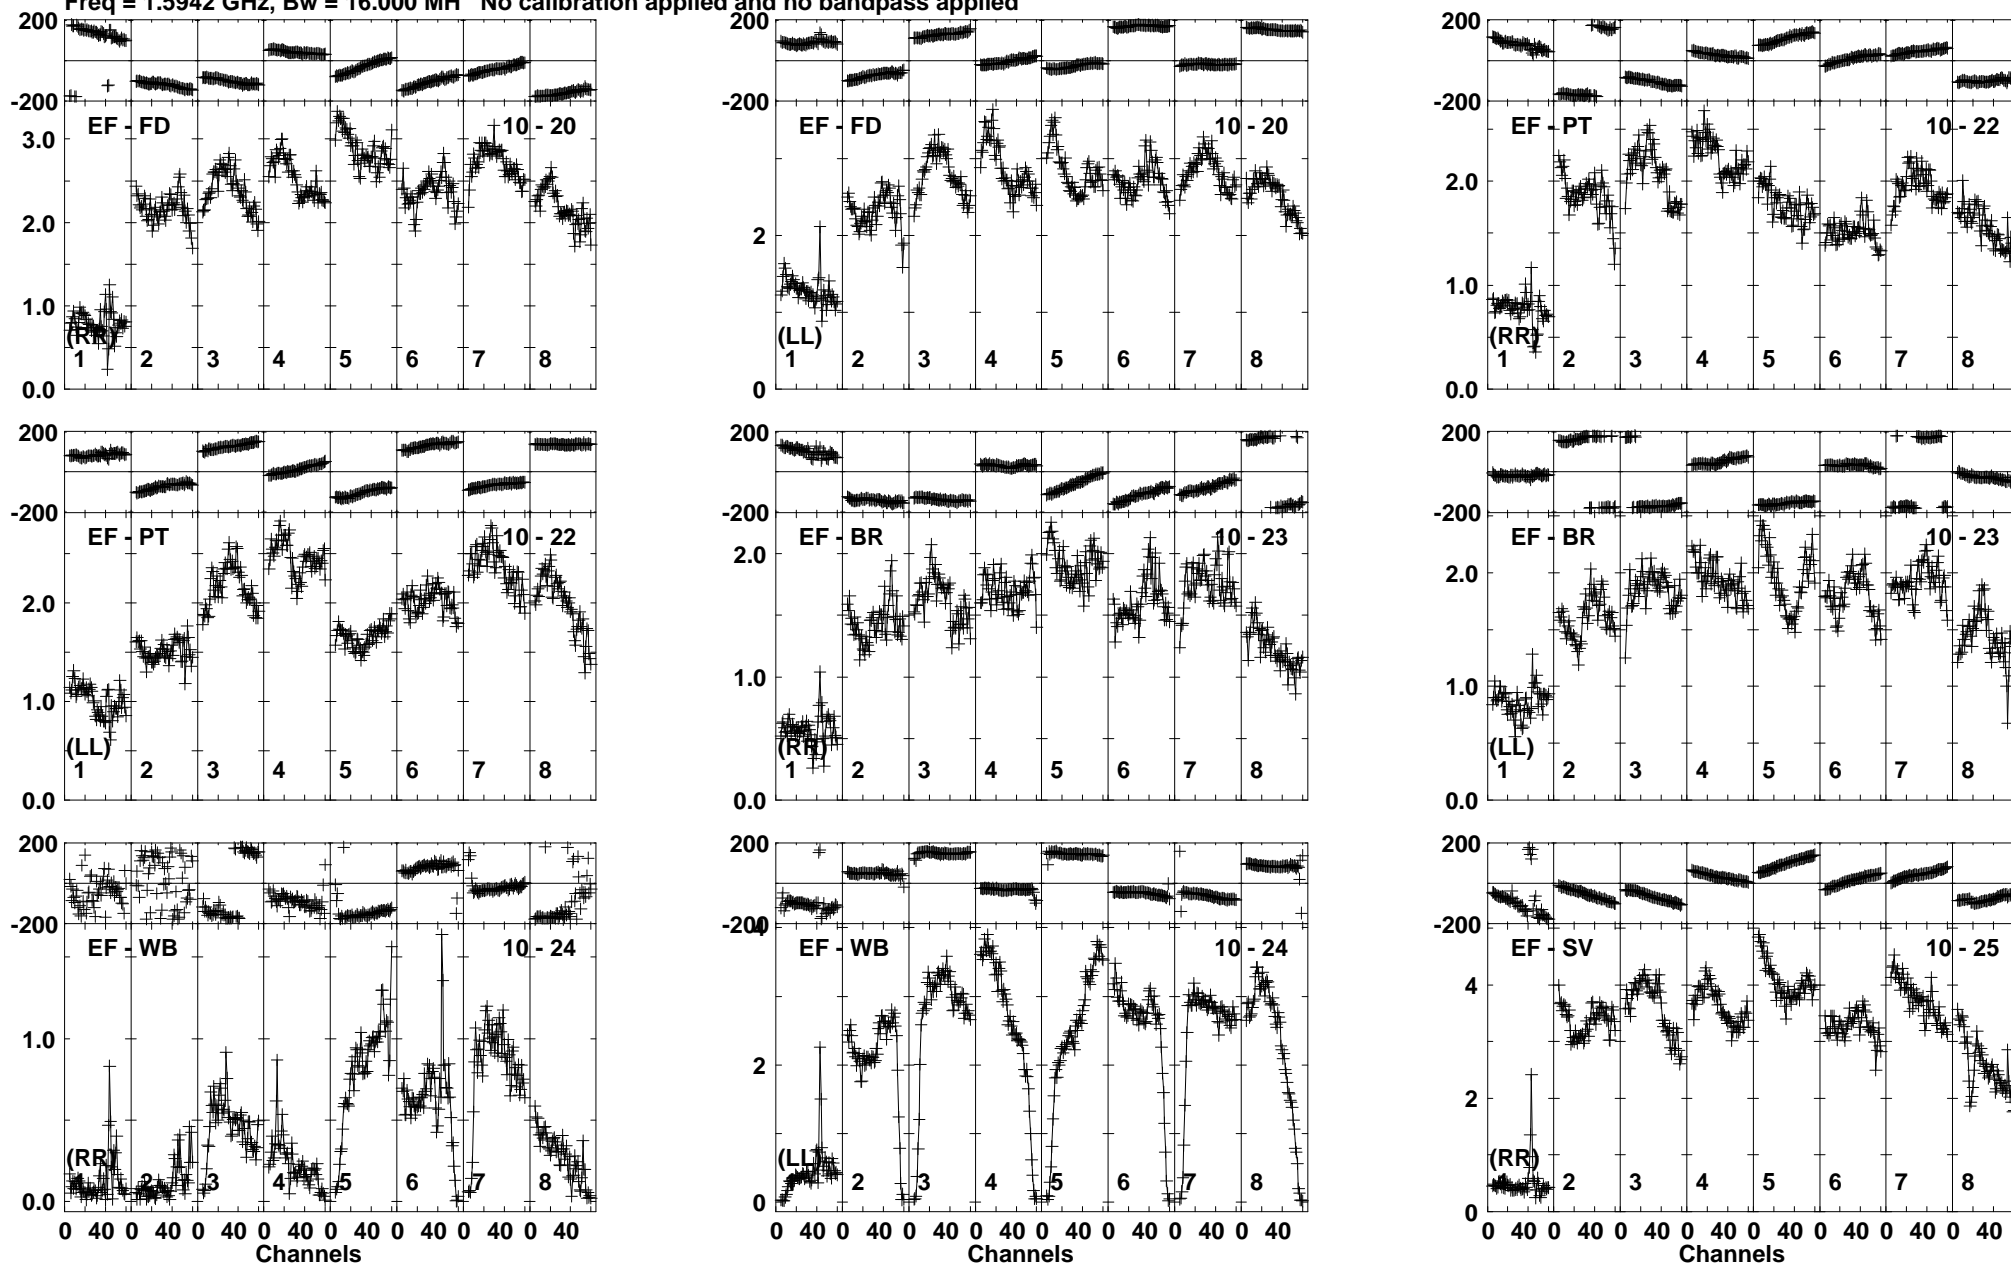 Freq = 1.5942 GHz, Bw = 16.000 MH No calibration applied and no bandpass applied
200 200 200
-200 -200 -200
EF - FD 10 - 20 EF - FD 10 - 20 EF - PT 10 - 22
3.0
2.0 2 2.0
1.0 1.0
(RR) (LL) (RR)
1 2 3 4 5 6 7 8 1 2 3 4 5 6 7 8 1 2 3 4 5 6 7 8
0.0 0 0.0
200 200 200
-200 -200 -200
EF - PT 10 - 22 EF - BR 10 - 23 EF - BR 10 - 23
2.0 2.0 2.0
1.0 1.0 1.0
(LL) (RR) (LL)
1 2 3 4 5 6 7 8 1 2 3 4 5 6 7 8 1 2 3 4 5 6 7 8
0.0 0.0 0.0
200 200 200
-200 -200 -200
4
EF - WB 10 - 24 EF - WB 10 - 24 EF - SV 10 - 25
4
1.0 2 2
(RR) (LL) (RR)
1 2 3 4 5 6 7 8 2 3 4 5 6 7 8 1 2 3 4 5 6 7 8
0.0 0 0
0 40 0 40 0 40 0 40 0 40 0 40 0 40 0 40 0 40 0 40 0 40 0 40 0 40 0 40 0 40 0 40 0 40 0 40 0 40 0 40 0 40 0 40 0 40 0 40
Channels Channels Channels